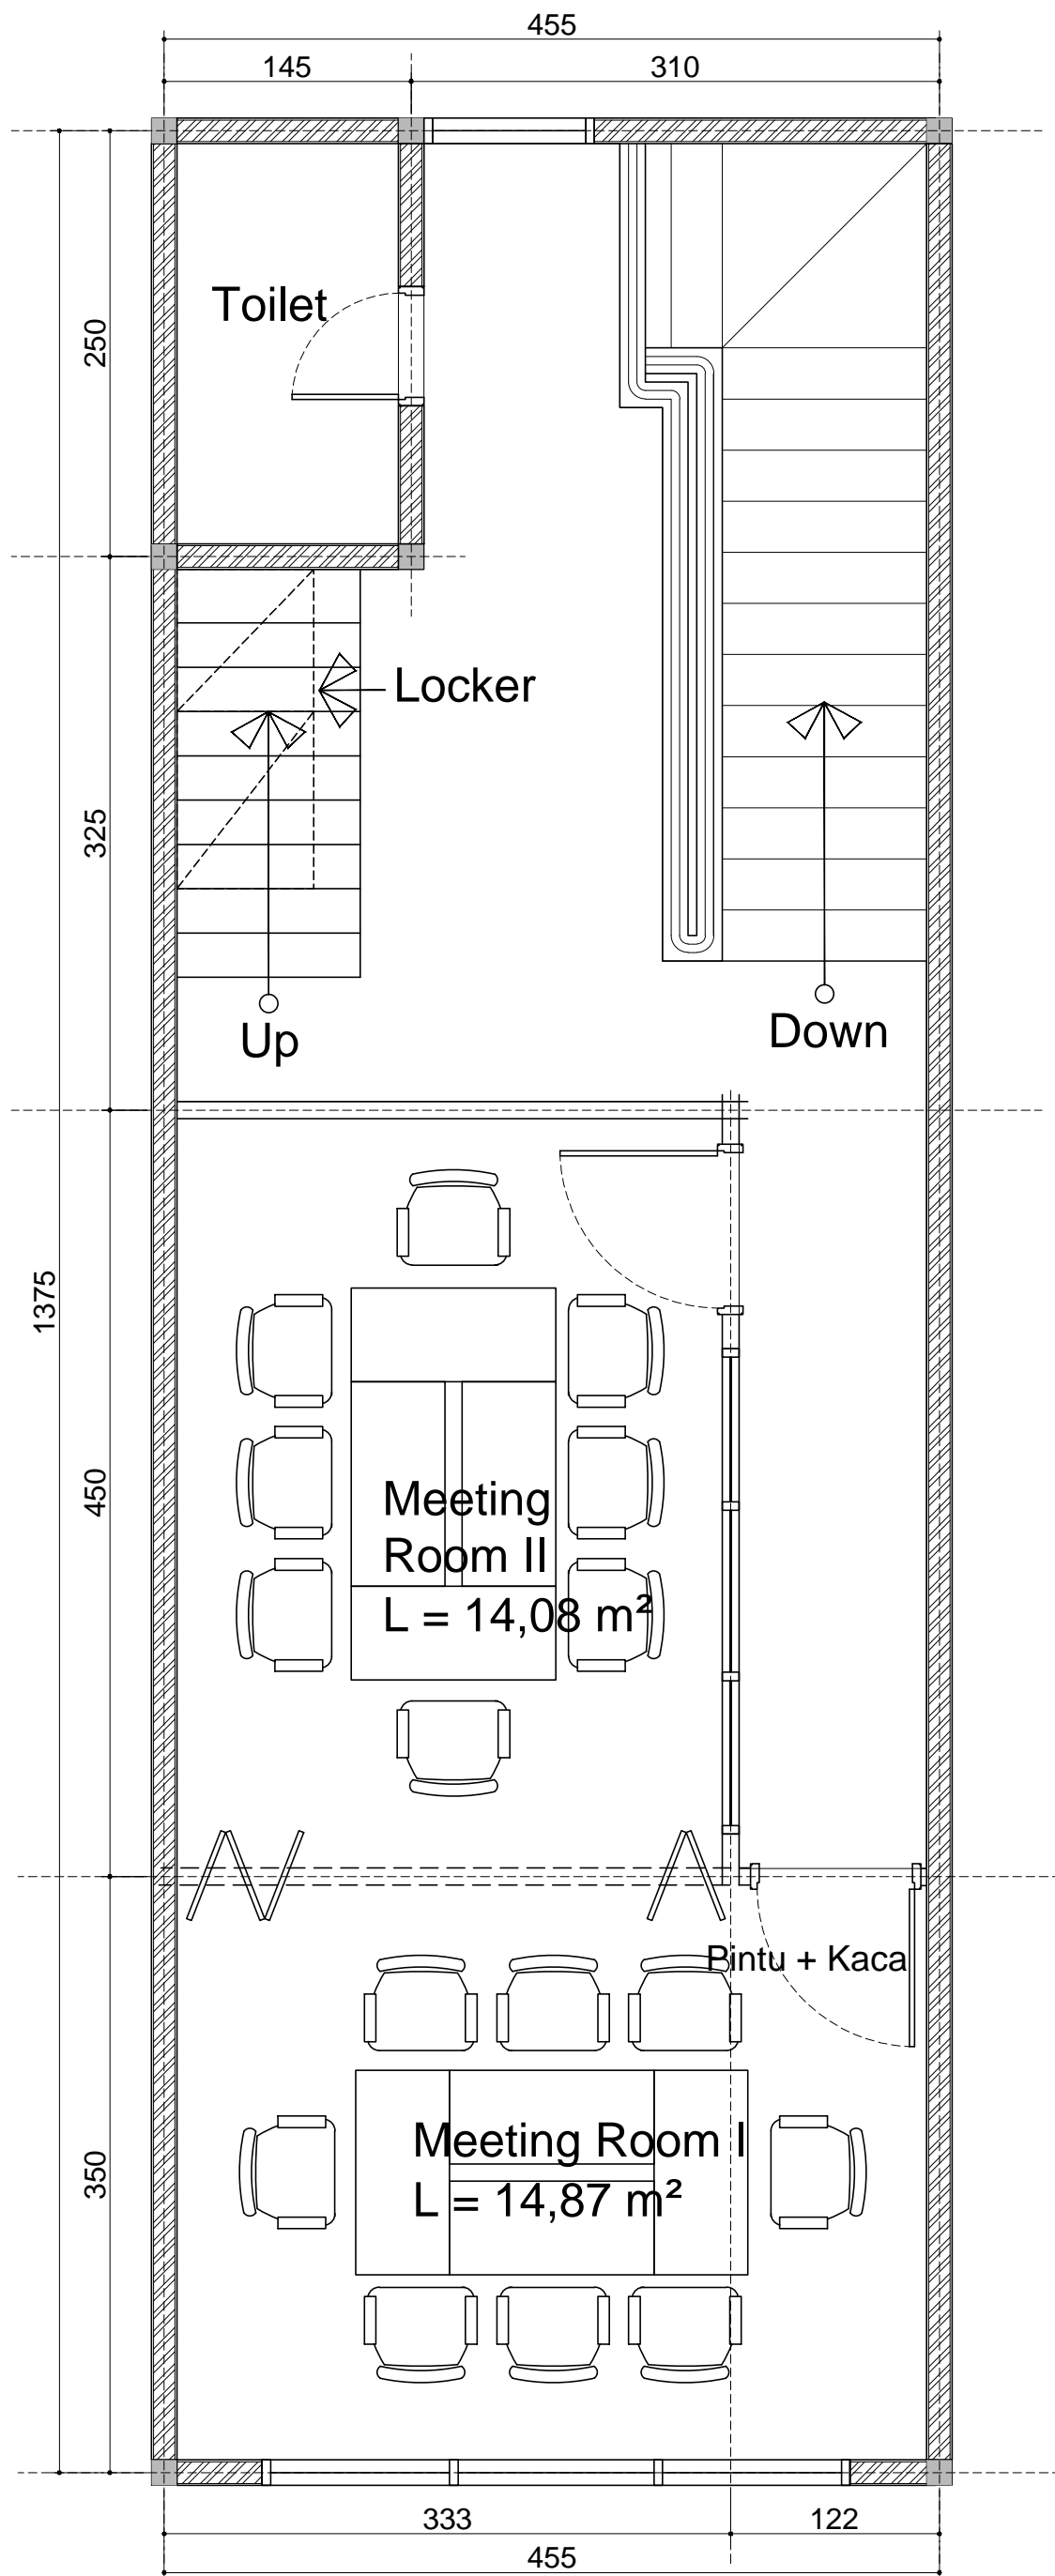 455
145
310
Toilet
250
Locker
325
Up
Down
1375
450
Meeting
Room II
L = 14,08 m²
Pintu + Kaca
350
Meeting Room I
L = 14,87 m²
333
122
455